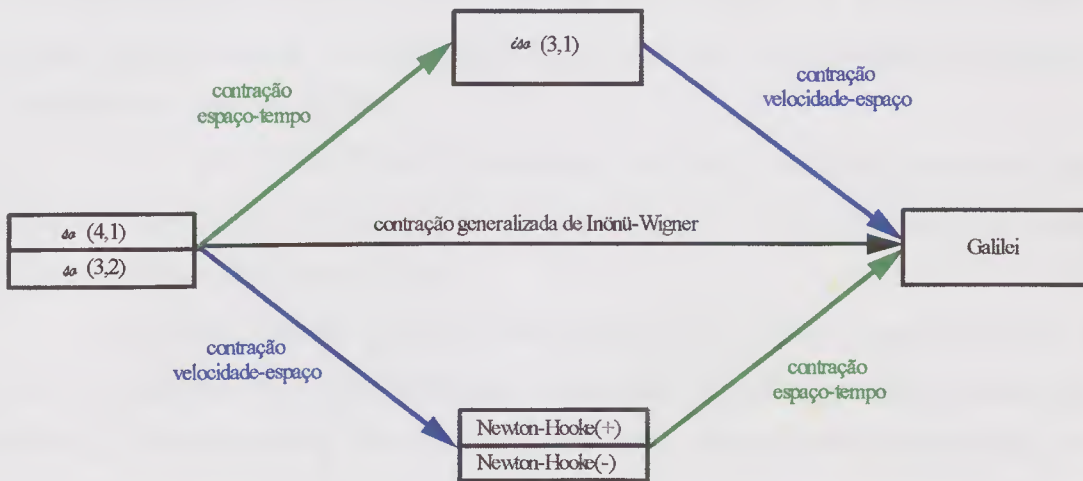 iso (3,1)
contração
velocidade-espaço
contração
espaço-tempo
contração generalizada de Inönü-Wigner
so (4,1)
so (3,2)
Galilei
contração
velocidade-espaço
contração
espaço-tempo
Newton-Hooke(+)
Newton-Hooke(-)